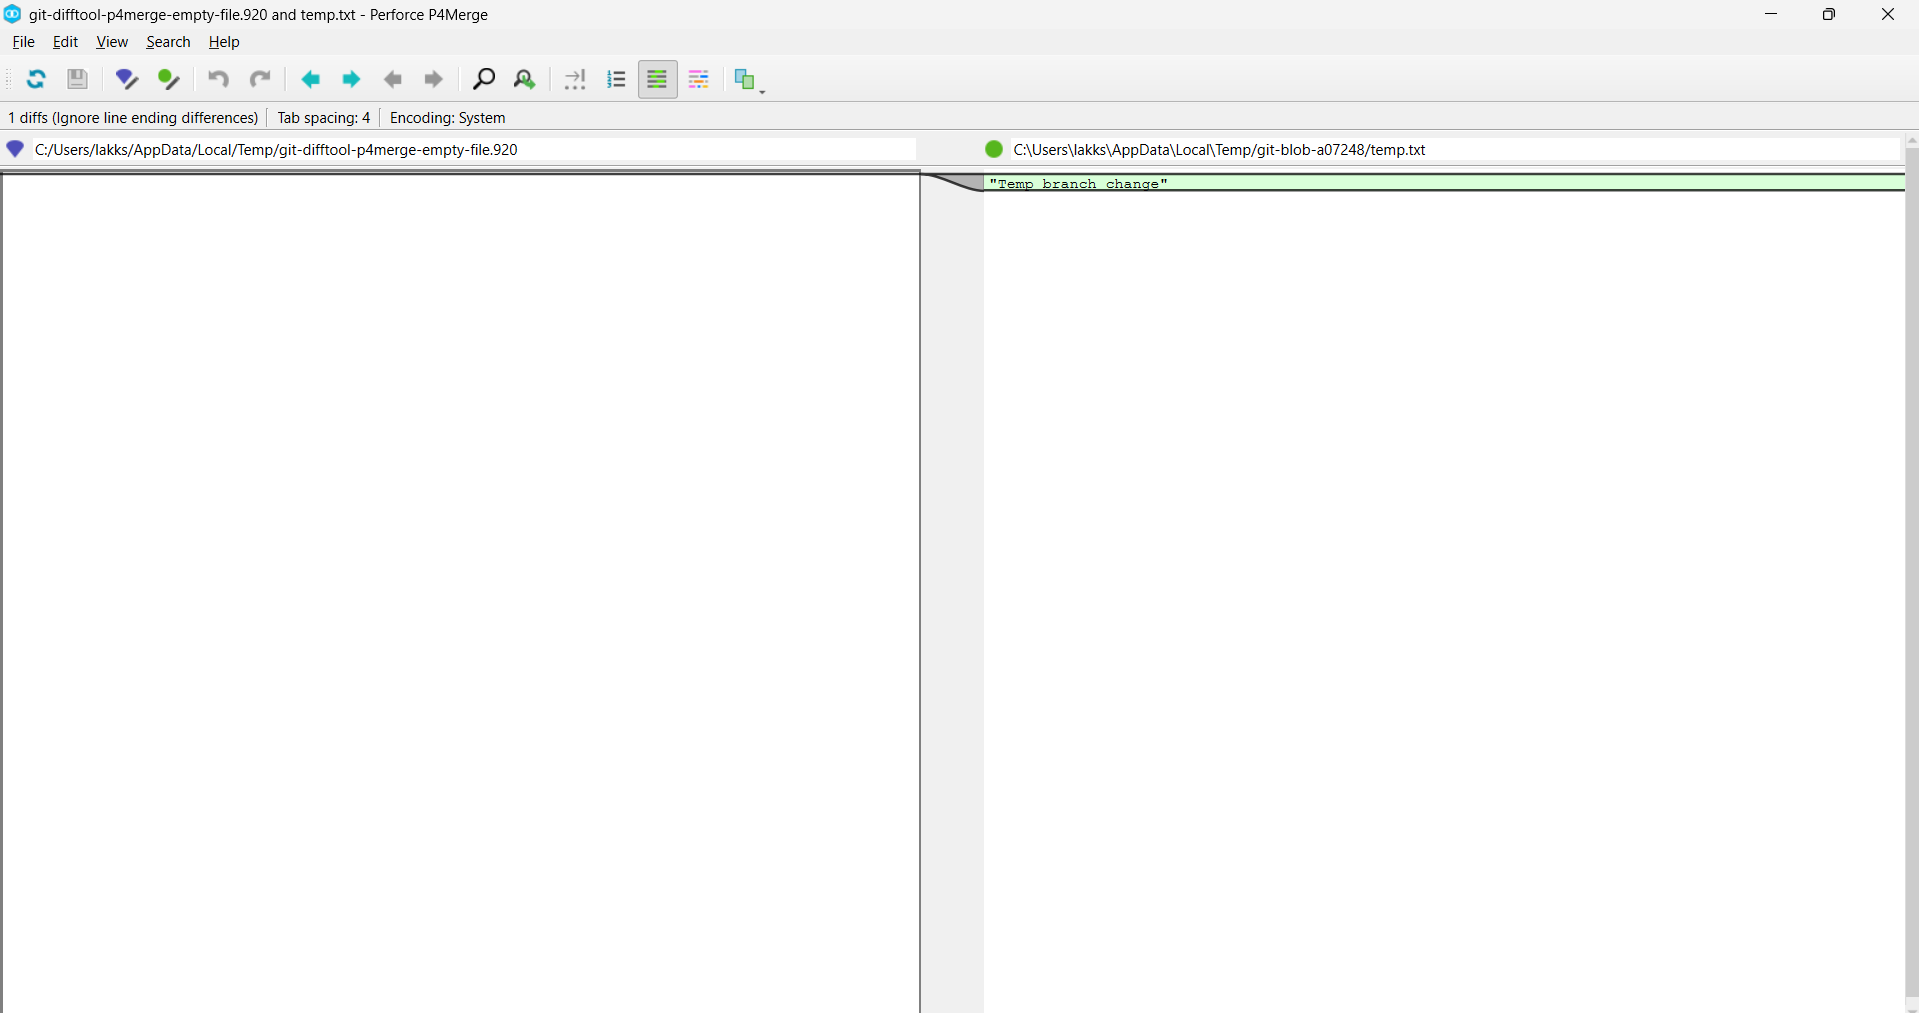 git-difftool-p4merge-empty-file.920 and temp.txt - Perforce P4Merge
File Edit View Search Help
1 diffs (Ignore line ending differences) Tab spacing: 4 Encoding: System
C:/Users/lakks/AppData/Local/Temp/git-difftool-p4merge-empty-file.920
C:\Users\lakks\AppData\Local\Temp/git-blob-a07248/temp.txt
"Temp branch change"